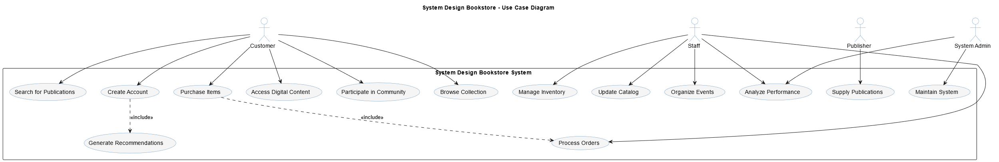 System Design Bookstore - Use Case Diagram
Customer
Staff
Publisher
System Admin
System Design Bookstore System
Search for Publications
Create Account
Purchase Items
Access Digital Content
Participate in Community
Browse Collection
Manage Inventory
Update Catalog
Organize Events
Analyze Performance
Supply Publications
Maintain System
«include»
«include»
Generate Recommendations
Process Orders